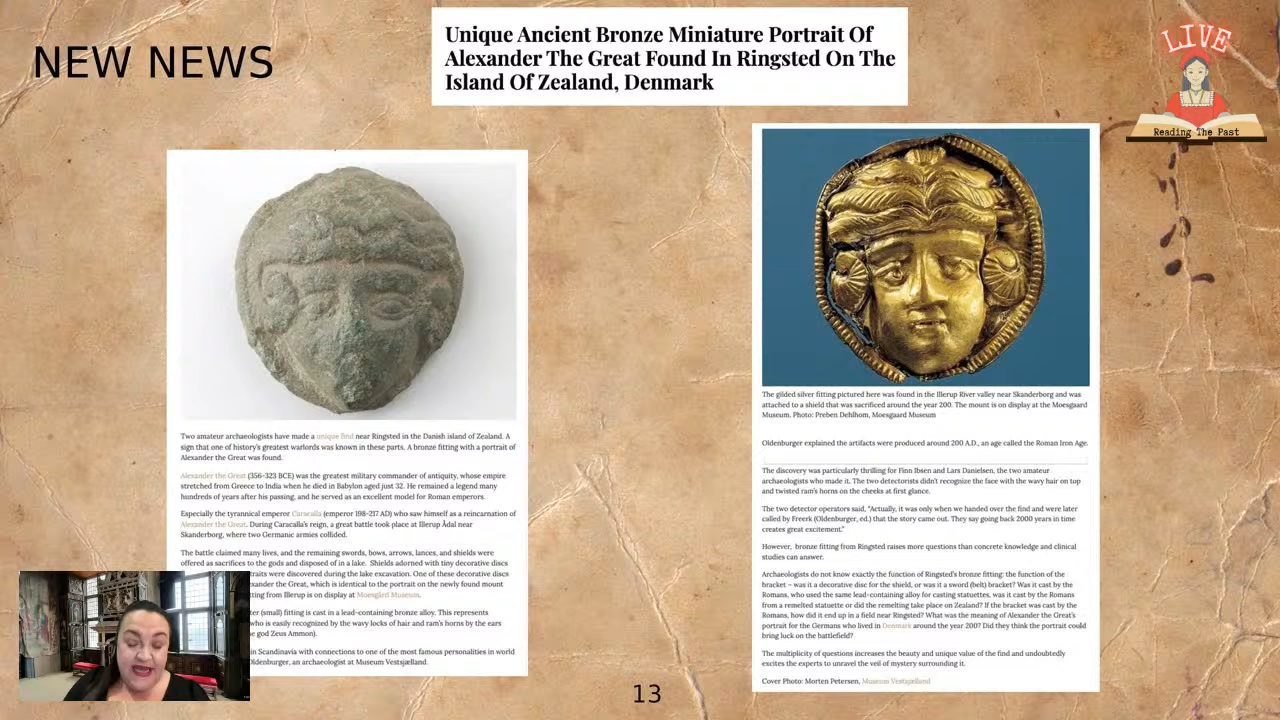 NEW NEWS
Unique Ancient Bronze Miniature Portrait Of
Alexander The Great Found In Ringsted On The
Island Of Zealand, Denmark
LIVE
Reading The Past
Two amateur archaeologists have made a unique find near Ringsted in the Danish island of Zealand. A
sign that one of history's greatest warlords was known in these parts. A bronze fitting with a portrait of
Alexander the Great was found.
Alexander the Great (356-323 BCE) was the greatest military commander of antiquity, whose empire
stretched from Greece to India when he died in Babylon aged just 32. He remained a legend many
hundreds of years after his passing, and he served as an excellent model for Roman emperors.
Especially the tyrannical emperor Caracalla (emperor 198-217 AD) who saw himself as a reincarnation of
Alexander the Great. During Caracalla's reign, a great battle took place at Illerup Ådal near
Skanderborg, where two Germanic armies collided.
The battle claimed many lives, and the remaining swords, bows, arrows, lances, and shields were
offered as sacrifices to the gods and disposed of in a lake. Shields adorned with tiny decorative discs
traits were discovered during the lake excavation. One of these decorative discs
exander the Great, which is identical to the portrait on the newly found mount
tting from Illerup is on display at Moesgård Museum.
ter (small) fitting is cast in a lead-containing bronze alloy. This represents
who is easily recognized by the wavy locks of hair and ram's horns by the ears
e god Zeus Ammon).
in Scandinavia with connections to one of the most famous personalities in world
Oldenburger, an archaeologist at Museum Vestsjælland.
The gilded silver fitting pictured here was found in the Illerup River valley near Skanderborg and was
attached to a shield that was sacrificed around the year 200. The mount is on display at the Moesgaard
Museum. Photo: Preben Dehlhom, Moesgaard Museum
Oldenburger explained the artifacts were produced around 200 A.D., an age called the Roman Iron Age.
The discovery was particularly thrilling for Finn Ibsen and Lars Danielsen, the two amateur
archaeologists who made it. The two detectorists didn't recognize the face with the wavy hair on top
and twisted ram's horns on the cheeks at first glance.
The two detector operators said, "Actually, it was only when we handed over the find and were later
called by Freerk (Oldenburger, ed.) that the story came out. They say going back 2000 years in time
creates great excitement."
However, bronze fitting from Ringsted raises more questions than concrete knowledge and clinical
studies can answer.
Archaeologists do not know exactly the function of Ringsted's bronze fitting: the function of the
bracket – was it a decorative disc for the shield, or was it a sword (belt) bracket? Was it cast by the
Romans, who used the same lead-containing alloy for casting statuettes, was it cast by the Romans
from a remelted statuette or did the remelting take place on Zealand? If the bracket was cast by the
Romans, how did it end up in a field near Ringsted? What was the meaning of Alexander the Great's
portrait for the Germans who lived in Denmark around the year 200? Did they think the portrait could
bring luck on the battlefield?
The multiplicity of questions increases the beauty and unique value of the find and undoubtedly
excites the experts to unravel the veil of mystery surrounding it.
Cover Photo: Morten Petersen, Museum Vestsjælland
13